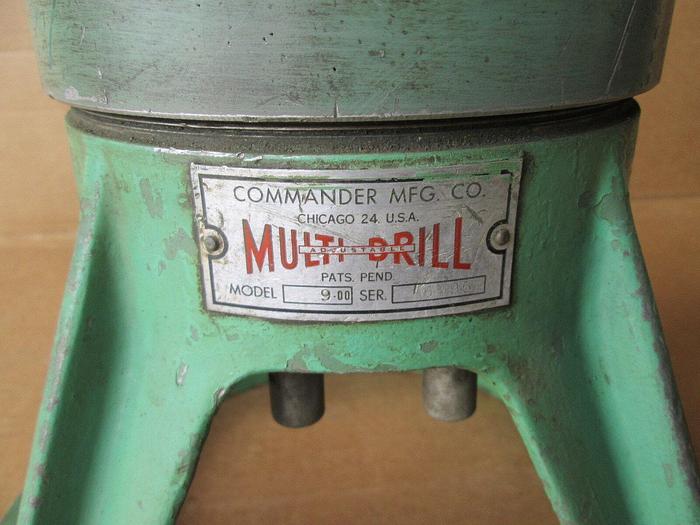 COMMANDER MFG. CO.
CHICAGO 24. U.S.A.
MULTI-DRILL
ADJUSTABLE
PATS. PEND.
MODEL 9-00 SER.